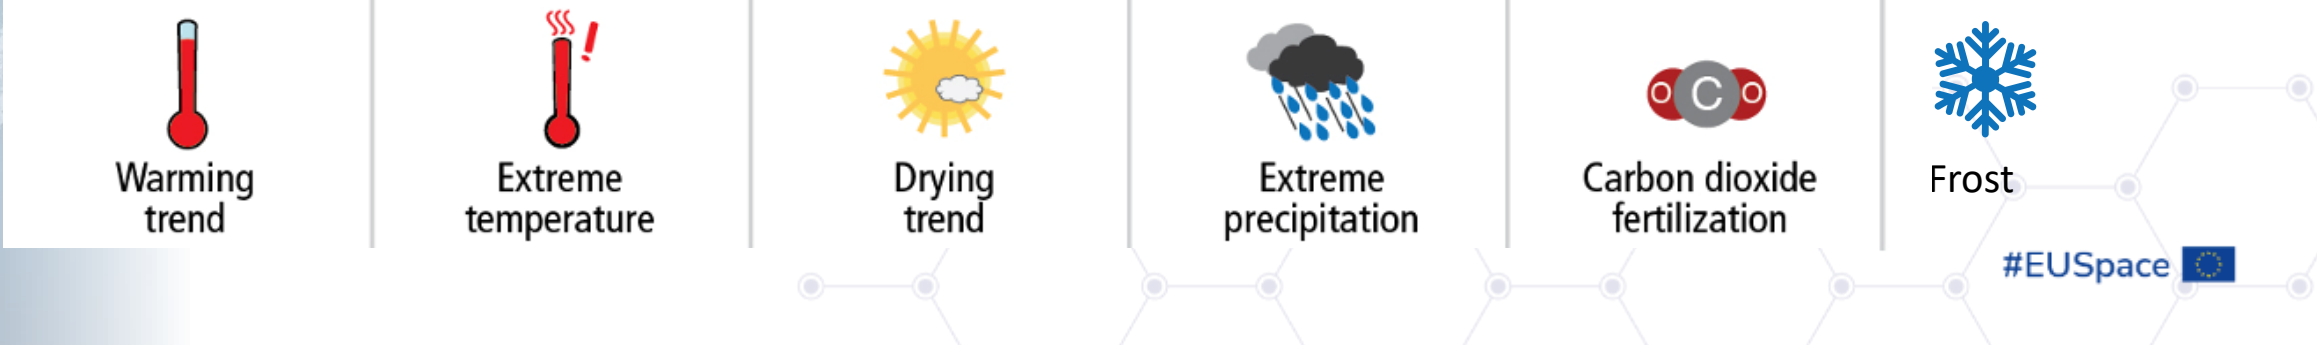 !
O C O
Warming
trend
Extreme
temperature
Drying
trend
Extreme
precipitation
Carbon dioxide
fertilization
Frost
#EUSpace